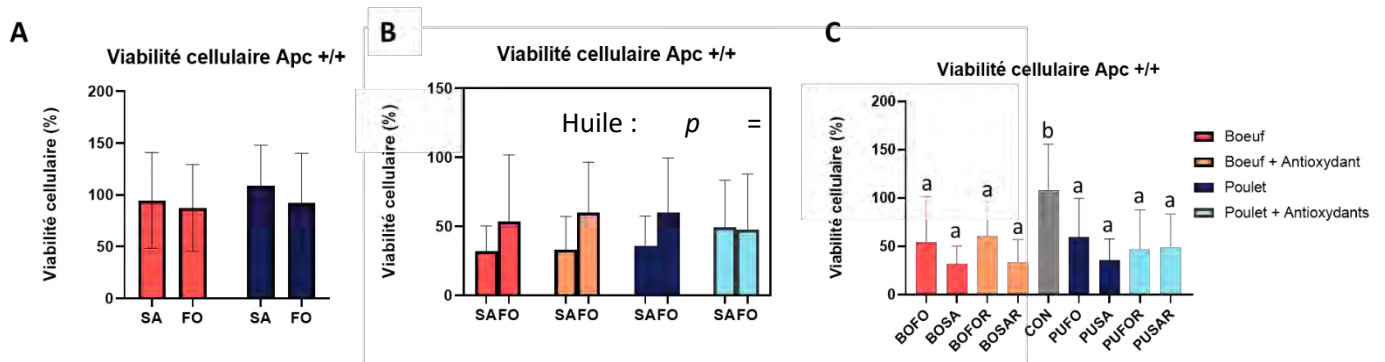 A
Viabilité cellulaire Apc +/+
Viabilité cellulaire (%)
200
150
100
50
0
SA FO SA FO
B
Viabilité cellulaire Apc +/+
Viabilité cellulaire (%)
150
100
50
0
Huile : p =
SAFO SAFO SAFO SAFO
C
Viabilité cellulaire Apc +/+
Viabilité cellulaire (%)
200
150
100
50
0
a a a a b a a a a
BOFO BOSA BOFOR BOSAR CON PUFO PUSA PUFOR PUSAR
Boeuf
Boeuf + Antioxydant
Poulet
Poulet + Antioxydants